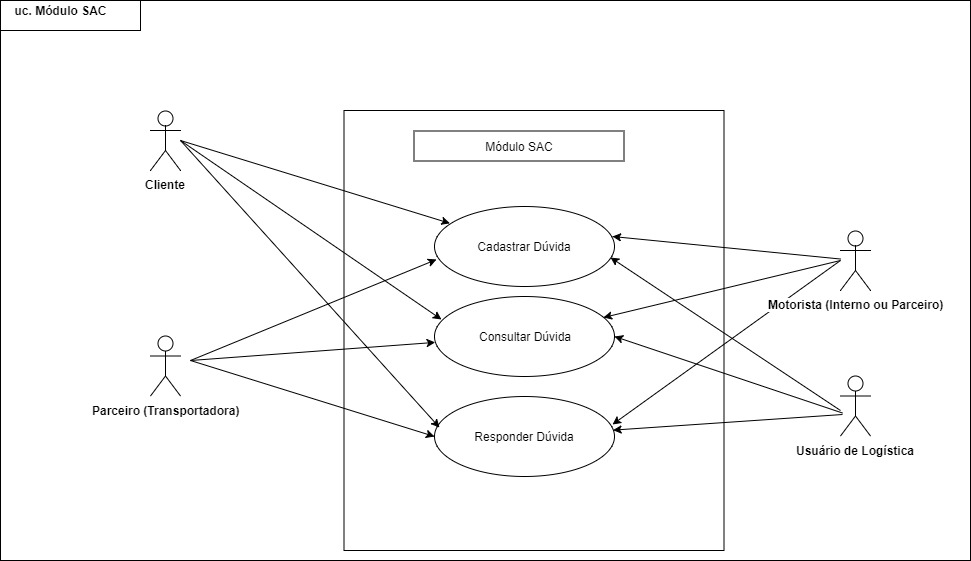 uc. Módulo SAC
Módulo SAC
Cliente
Cadastrar Dúvida
Motorista (Interno ou Parceiro)
Consultar Dúvida
Parceiro (Transportadora)
Responder Dúvida
Usuário de Logística